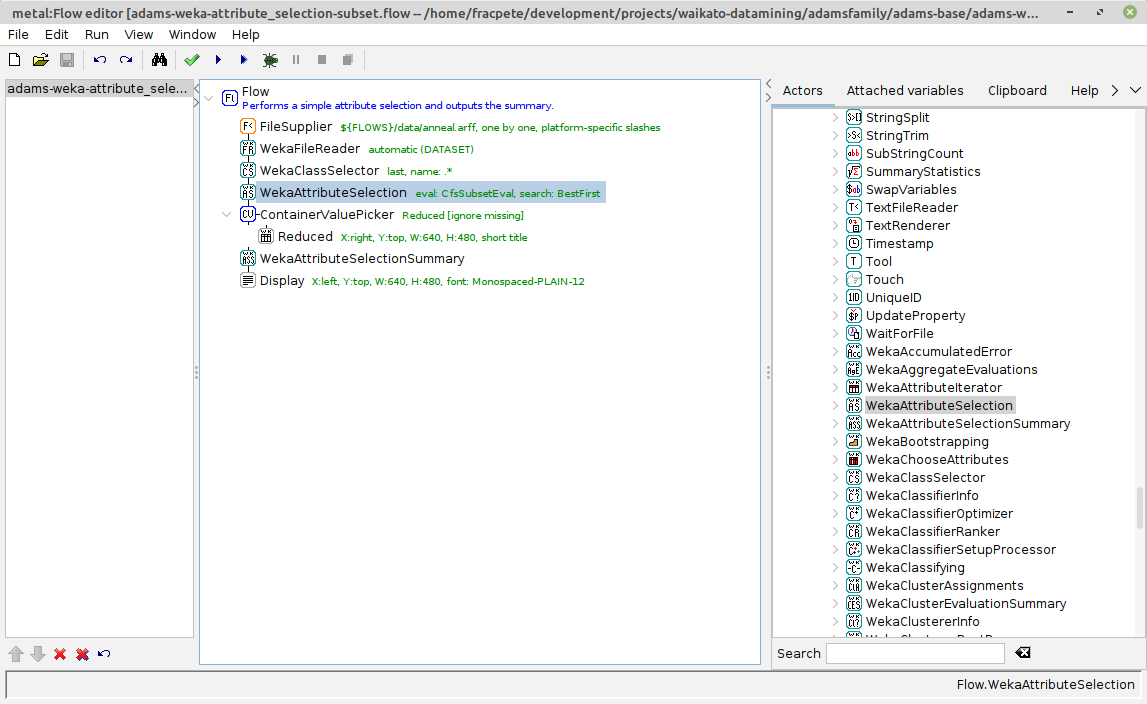 metal:Flow editor [adams-weka-attribute_selection-subset.flow -- /home/fracpete/development/projects/waikato-datamining/adamsfamily/adams-base/adams-w...
File Edit Run View Window Help
adams-weka-attribute_sele...
Flow
Performs a simple attribute selection and outputs the summary.
FileSupplier ${FLOWS}/data/anneal.arff, one by one, platform-specific slashes
WekaFileReader automatic (DATASET)
WekaClassSelector last, name: .*
WekaAttributeSelection eval: CfsSubsetEval, search: BestFirst
ContainerValuePicker Reduced [ignore missing]
Reduced X:right, Y:top, W:640, H:480, short title
WekaAttributeSelectionSummary
Display X:left, Y:top, W:640, H:480, font: Monospaced-PLAIN-12
Actors Attached variables Clipboard Help
StringSplit
StringTrim
SubStringCount
SummaryStatistics
SwapVariables
TextFileReader
TextRenderer
Timestamp
Tool
Touch
UniqueID
UpdateProperty
WaitForFile
WekaAccumulatedError
WekaAggregateEvaluations
WekaAttributeIterator
WekaAttributeSelection
WekaAttributeSelectionSummary
WekaBootstrapping
WekaChooseAttributes
WekaClassSelector
WekaClassifierInfo
WekaClassifierOptimizer
WekaClassifierRanker
WekaClassifierSetupProcessor
WekaClassifying
WekaClusterAssignments
WekaClusterEvaluationSummary
WekaClustererInfo
Search
Flow.WekaAttributeSelection